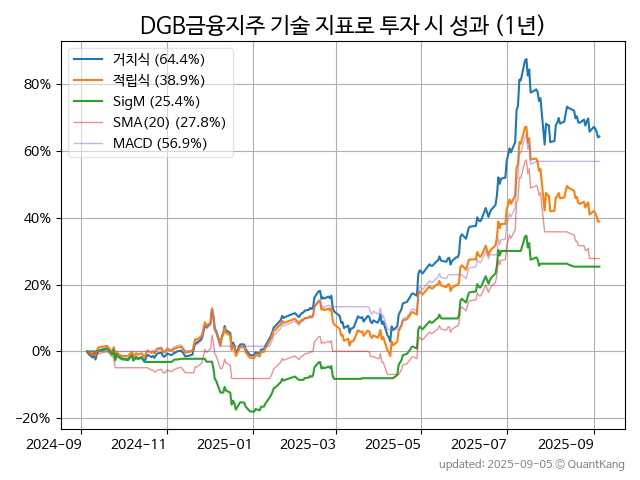 DGB금융지주 기술 지표로 투자 시 성과 (1년)
거치식 (64.4%)
적립식 (38.9%)
SigM (25.4%)
SMA(20) (27.8%)
MACD (56.9%)
80%
60%
40%
20%
0%
−20%
2024-09 2024-11 2025-01 2025-03 2025-05 2025-07 2025-09
updated: 2025-09-05 © QuantKang